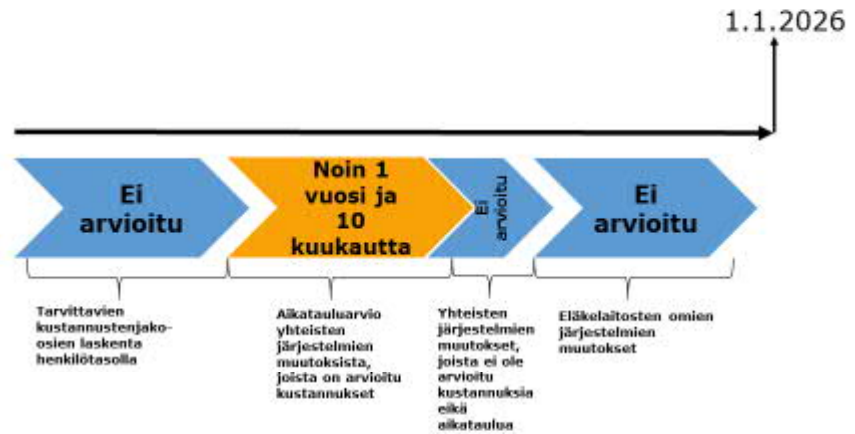 1.1.2026
Ei
arvioitu
Noin 1
vuosi ja
10
kuukautta
Ei
arvioitu
Ei
arvioitu
Tarvittavien
kustannustenjako-
osien laskenta
henkilötasolla
Aikatauluarvio
yhteisten
järjestelmien
muutoksista,
joista on arvioitu
kustannukset
Yhteisten
järjestelmien
muutokset,
joista ei ole
arvioitu
kustannuksia
eikä
aikataulua
Eläkelaitosten omien
järjestelmien
muutokset